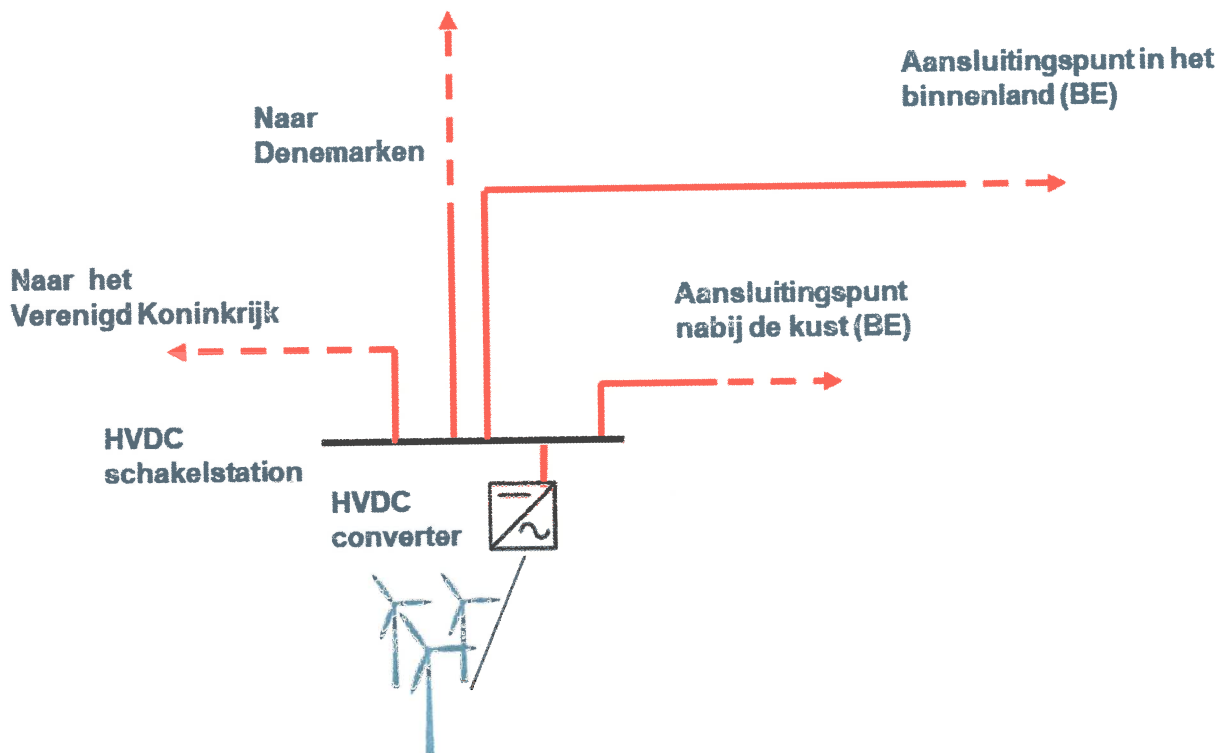 Aansluitingspunt in het
binnenland (BE)
Naar
Denemarken
Naar het
Verenigd Koninkrijk
Aansluitingspunt
nabij de kust (BE)
HVDC
schakelstation
HVDC
converter